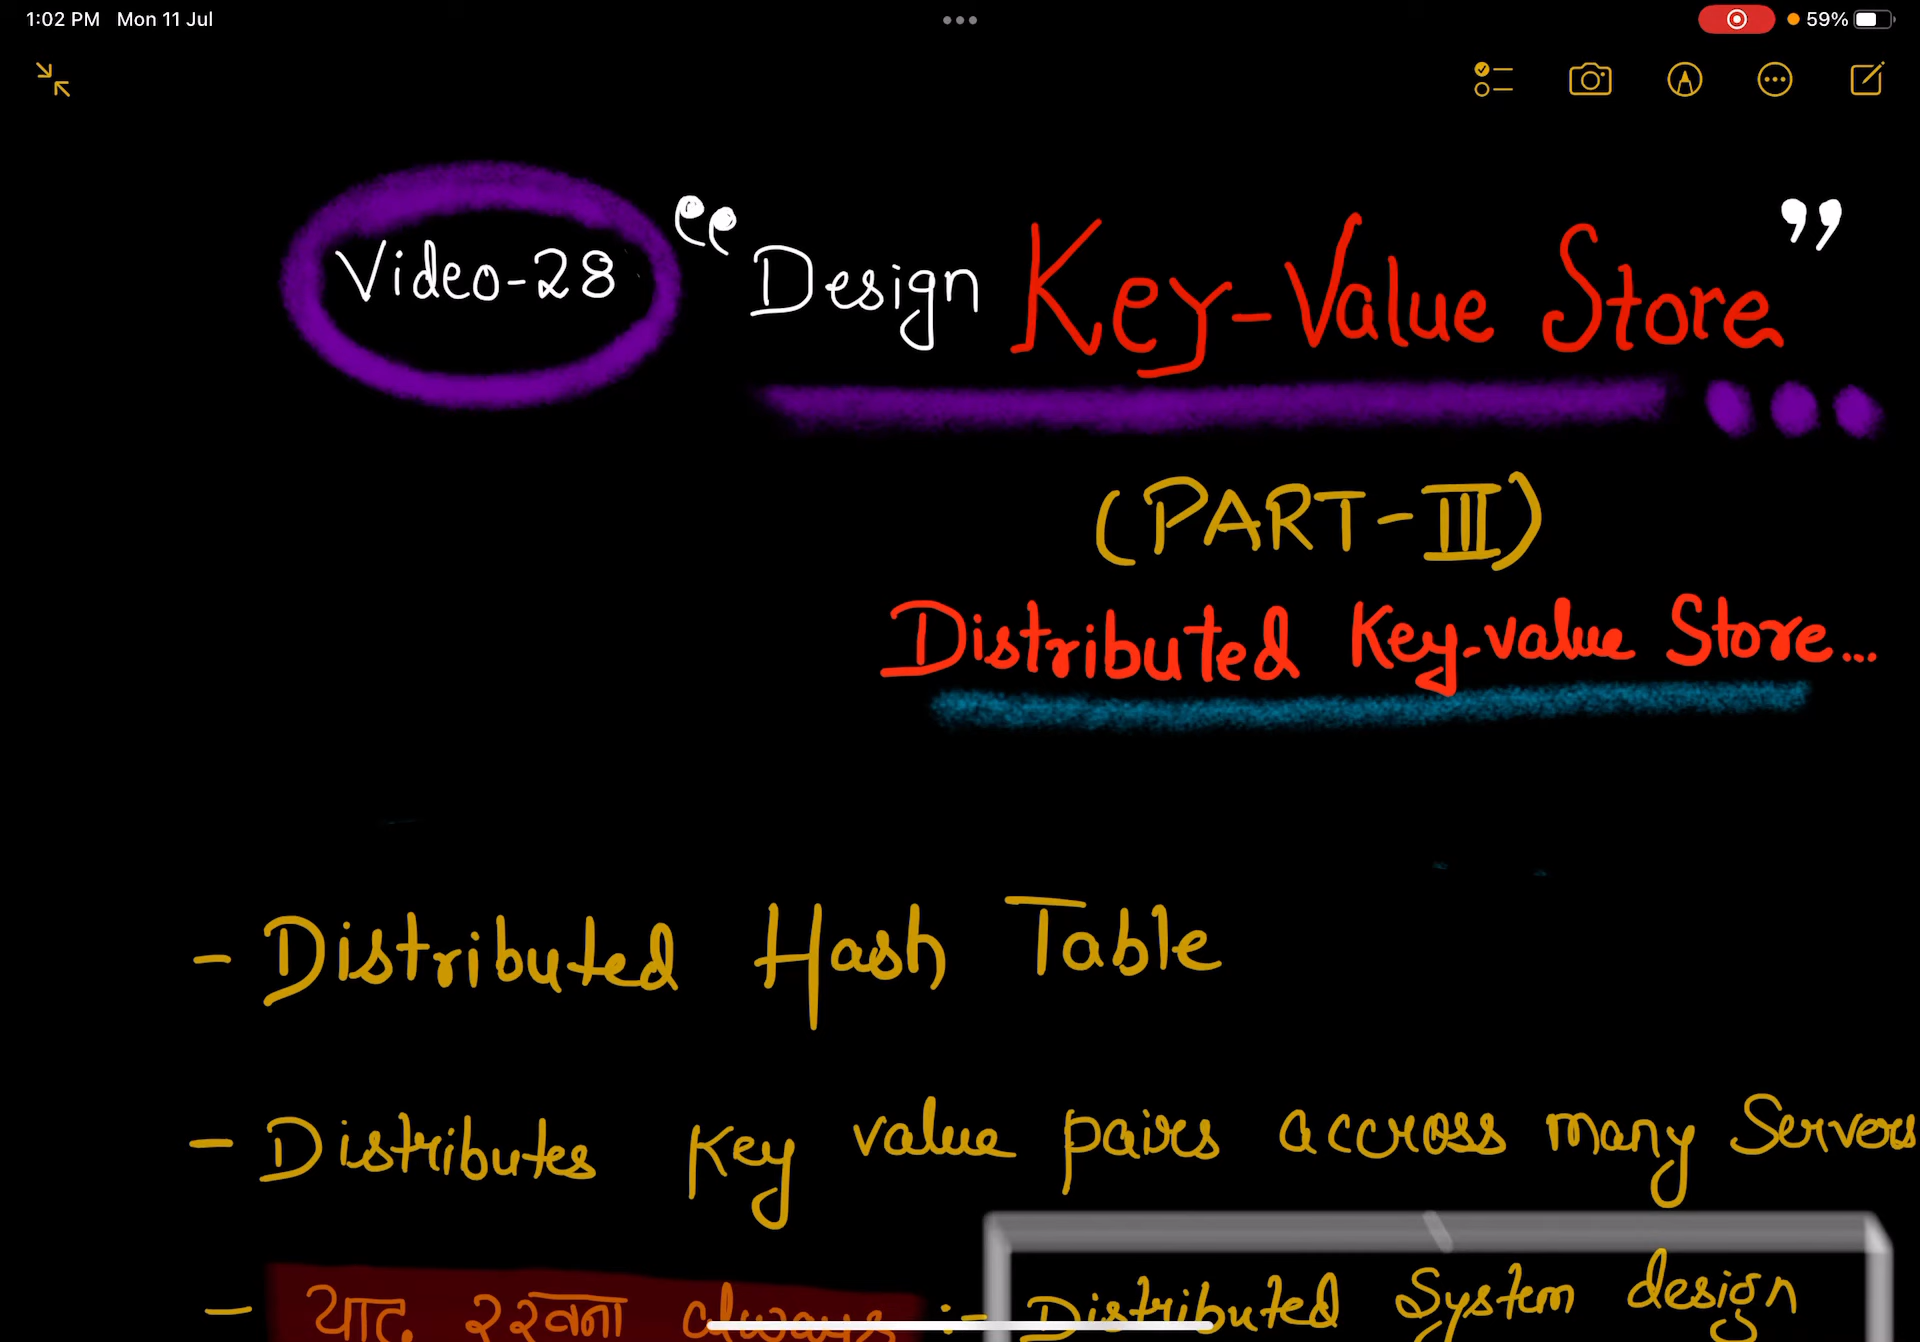 1:02 PM Mon 11 Jul
59%
Video-28 "Design Key-Value Store"
(PART-III)
Distributed Key-value Store...
- Distributed Hash Table
- Distributes Key value pairs accross many Servers
- याद रखना always :- Distributed System design